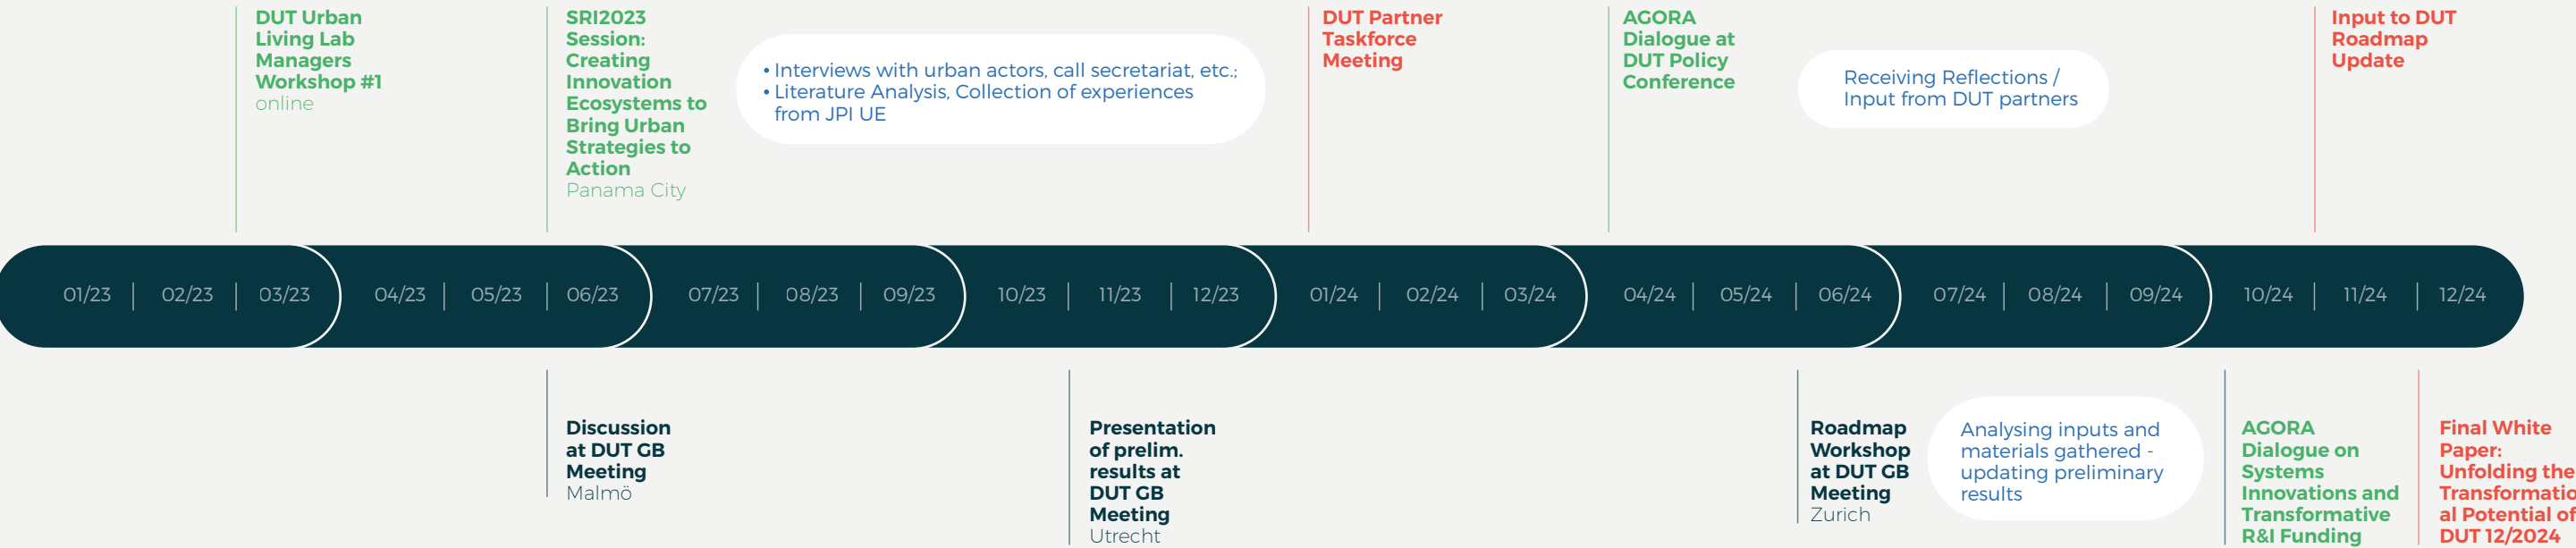 DUT Urban
Living Lab
Managers
Workshop #1
online
SRI2023
Session:
Creating
Innovation
Ecosystems to
Bring Urban
Strategies to
Action
Panama City
• Interviews with urban actors, call secretariat, etc.;
• Literature Analysis, Collection of experiences
from JPI UE
DUT Partner
Taskforce
Meeting
AGORA
Dialogue at
DUT Policy
Conference
Receiving Reflections /
Input from DUT partners
Input to DUT
Roadmap
Update
01/23 02/23 03/23 04/23 05/23 06/23 07/23 08/23 09/23 10/23 11/23 12/23 01/24 02/24 03/24 04/24 05/24 06/24 07/24 08/24 09/24 10/24 11/24 12/24
Discussion
at DUT GB
Meeting
Malmö
Presentation
of prelim.
results at
DUT GB
Meeting
Utrecht
Roadmap
Workshop
at DUT GB
Meeting
Zurich
Analysing inputs and
materials gathered -
updating preliminary
results
AGORA
Dialogue on
Systems
Innovations and
Transformative
R&I Funding
Final White
Paper:
Unfolding the
Transformatio
al Potential of
DUT 12/2024